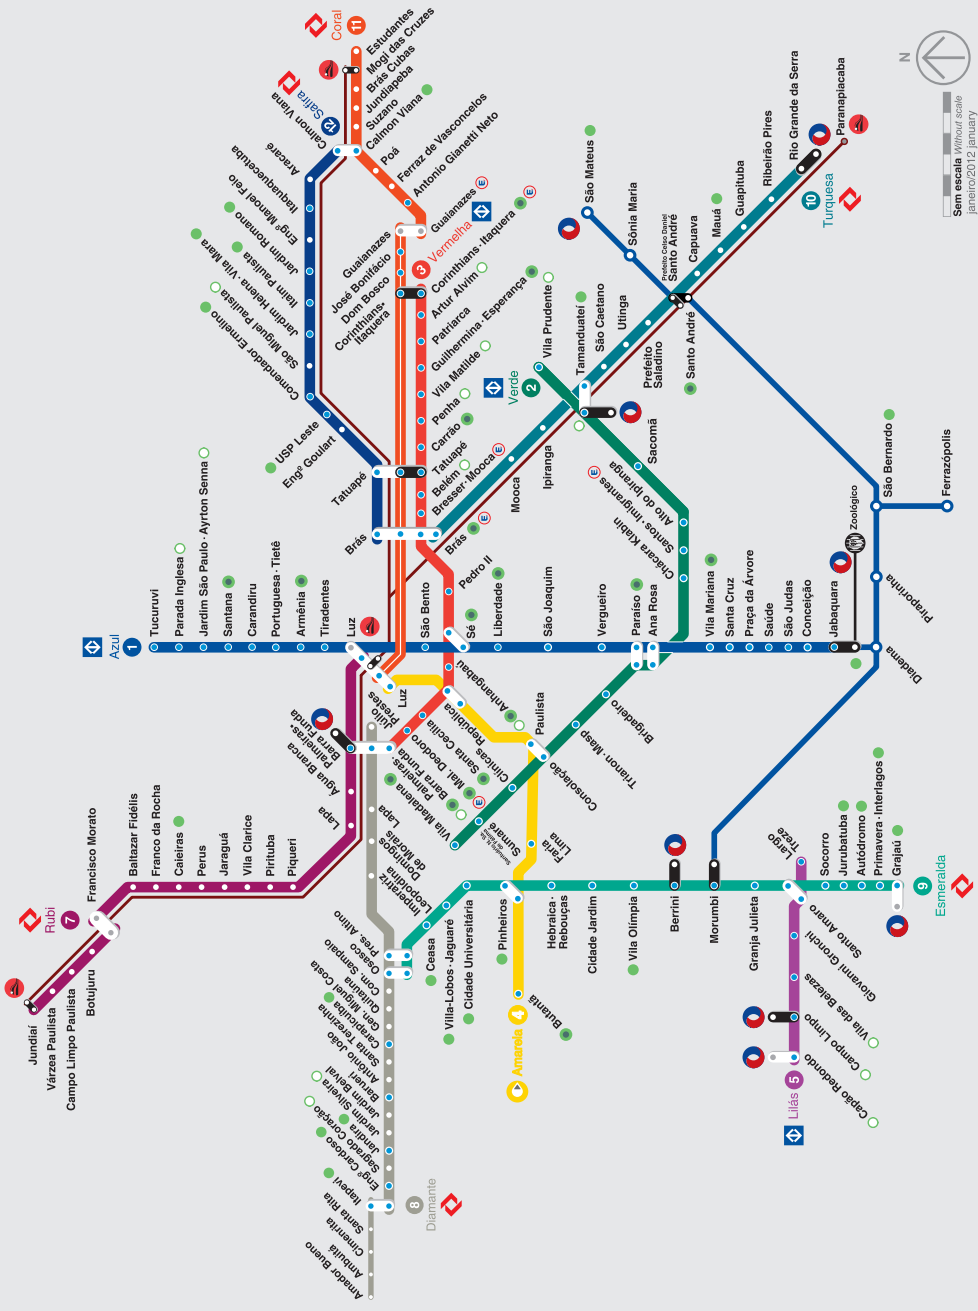 Coral
11
Estudantes
Mogi das Cruzes
Brás Cubas
Jundiapeba
Suzano
Calmon Viana
Poá
Ferraz de Vasconcelos
Antonio Gianetti Neto
Guaianazes
E
Safira
12
Calmon Viana
Aracaré
Itaquaquecetuba
Engº Manoel Feio
Jardim Romano
Itaim Paulista
Jardim Helena · Vila Mara
São Miguel Paulista
Comendador Ermelino
USP Leste
Engº Goulart
Tatuapé
Brás
Guaianazes
José Bonifácio
Dom Bosco
Corinthians-
Itaquera
3
Vermelha
Corinthians · Itaquera
E
Artur Alvim
Patriarca
Guilhermina · Esperança
Vila Matilde
Penha
Carrão
Tatuapé
Belém
Bresser · Mooca
E
Brás
E
Pedro II
Sé
Anhangabaú
República
Santa Cecília
Mal. Deodoro
Palmeiras-
Barra Funda
E
Azul
1
Tucuruvi
Parada Inglesa
Jardim São Paulo · Ayrton Senna
Santana
Carandiru
Portuguesa · Tietê
Armênia
Tiradentes
Luz
São Bento
Liberdade
São Joaquim
Vergueiro
Paraíso
Ana Rosa
Vila Mariana
Santa Cruz
Praça da Árvore
Saúde
São Judas
Conceição
Jabaquara
Zoológico
Verde
2
Vila Prudente
Tamanduateí
Sacomã
Alto do Ipiranga
Santos · Imigrantes
E
Chácara Klabin
Brigadeiro
Trianon · Masp
Consolação
Clínicas
Sumaré
Santuário N. Sra.
de Fátima
Vila Madalena
10
Turquesa
Mooca
Ipiranga
São Caetano
Utinga
Prefeito
Saladino
Prefeito Celso Daniel
Santo André
Capuava
Mauá
Guapituba
Ribeirão Pires
Rio Grande da Serra
Paranapiacaba
São Mateus
Sônia Maria
Santo André
São Bernardo
Ferrazópolis
Piraporinha
Diadema
Rubi
7
Jundiaí
Várzea Paulista
Campo Limpo Paulista
Botujuru
Francisco Morato
Baltazar Fidélis
Franco da Rocha
Caieiras
Perus
Jaraguá
Vila Clarice
Pirituba
Piqueri
Lapa
Água Branca
Palmeiras-
Barra Funda
Júlio
Prestes
Luz
Lapa
Domingos
de Morais
Imperatriz
Leopoldina
Pres. Altino
Osasco
Com. Sampaio
Quitaúna
Gen. Miguel Costa
Carapicuíba
Santa Terezinha
Antônio João
Barueri
Jardim Belval
Jardim Silveira
Jandira
Sagrado Coração
Engº Cardoso
Itapevi
Santa Rita
Cimenrita
Ambuitá
Amador Bueno
8
Diamante
Amarela
4
Butantã
Pinheiros
Faria
Lima
Paulista
Ceasa
Villa-Lobos · Jaguaré
Cidade Universitária
Hebraica ·
Rebouças
Cidade Jardim
Vila Olímpia
Berrini
Morumbi
Granja Julieta
Santo Amaro
Socorro
Jurubatuba
Autódromo
Primavera · Interlagos
Grajaú
9
Esmeralda
Lilás
5
Capão Redondo
Campo Limpo
Vila das Belezas
Giovanni Gronchi
Largo
Treze
N
Sem escala Without scale
janeiro/2012 january